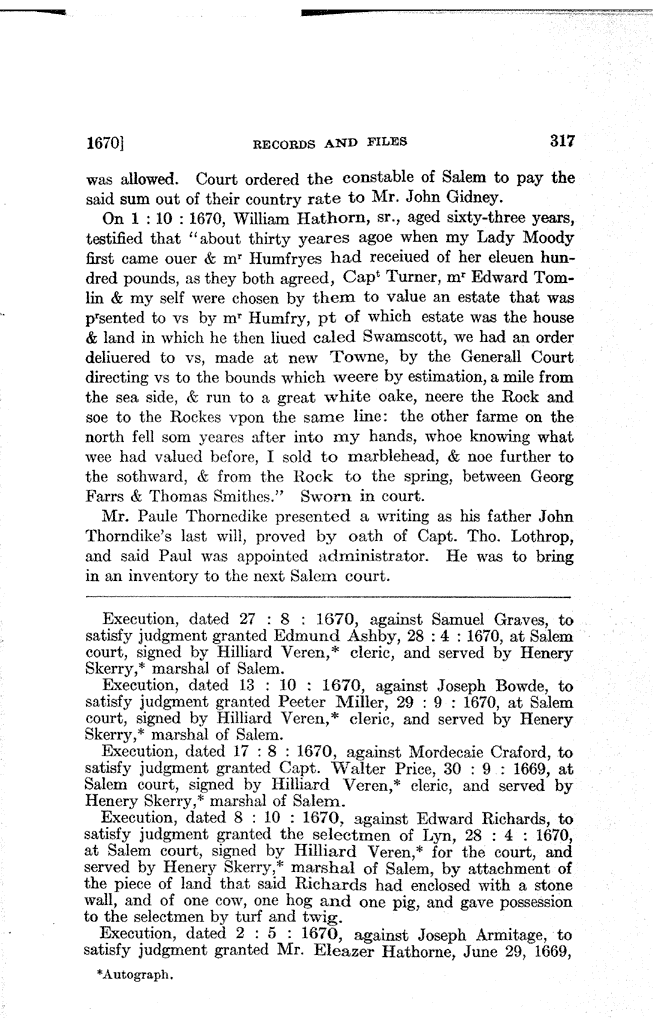 1670] RECORDS AND FILES 317
was allowed. Court ordered the constable of Salem to pay the
said sum out of their country rate to Mr. John Gidney.
On 1 : 10 : 1670, William Hathorn, sr., aged sixty-three years,
testified that "about thirty yeares agoe when my Lady Moody
first came ouer & mʳ Humfryes had receiued of her eleuen hun-
dred pounds, as they both agreed, Capᵗ Turner, mʳ Edward Tom-
lin & my self were chosen by them to value an estate that was
pʳsented to vs by mʳ Humfry, pt of which estate was the house
& land in which he then liued caled Swamscott, we had an order
deliuered to vs, made at new Towne, by the Generall Court
directing vs to the bounds which weere by estimation, a mile from
the sea side, & run to a great white oake, neere the Rock and
soe to the Rockes vpon the same line: the other farme on the
north fell som yeares after into my hands, whoe knowing what
wee had valued before, I sold to marblehead, & noe further to
the sothward, & from the Rock to the spring, between Georg
Farrs & Thomas Smithes." Sworn in court.
Mr. Paule Thornedike presented a writing as his father John
Thorndike's last will, proved by oath of Capt. Tho. Lothrop,
and said Paul was appointed administrator. He was to bring
in an inventory to the next Salem court.
Execution, dated 27 : 8 : 1670, against Samuel Graves, to
satisfy judgment granted Edmund Ashby, 28 : 4 : 1670, at Salem
court, signed by Hilliard Veren,* cleric, and served by Henery
Skerry,* marshal of Salem.
Execution, dated 13 : 10 : 1670, against Joseph Bowde, to
satisfy judgment granted Peeter Miller, 29 : 9 : 1670, at Salem
court, signed by Hilliard Veren,* cleric, and served by Henery
Skerry,* marshal of Salem.
Execution, dated 17 : 8 : 1670, against Mordecaie Craford, to
satisfy judgment granted Capt. Walter Price, 30 : 9 : 1669, at
Salem court, signed by Hilliard Veren,* cleric, and served by
Henery Skerry,* marshal of Salem.
Execution, dated 8 : 10 : 1670, against Edward Richards, to
satisfy judgment granted the selectmen of Lyn, 28 : 4 : 1670,
at Salem court, signed by Hilliard Veren,* for the court, and
served by Henery Skerry,* marshal of Salem, by attachment of
the piece of land that said Richards had enclosed with a stone
wall, and of one cow, one hog and one pig, and gave possession
to the selectmen by turf and twig.
Execution, dated 2 : 5 : 1670, against Joseph Armitage, to
satisfy judgment granted Mr. Eleazer Hathorne, June 29, 1669,
*Autograph.